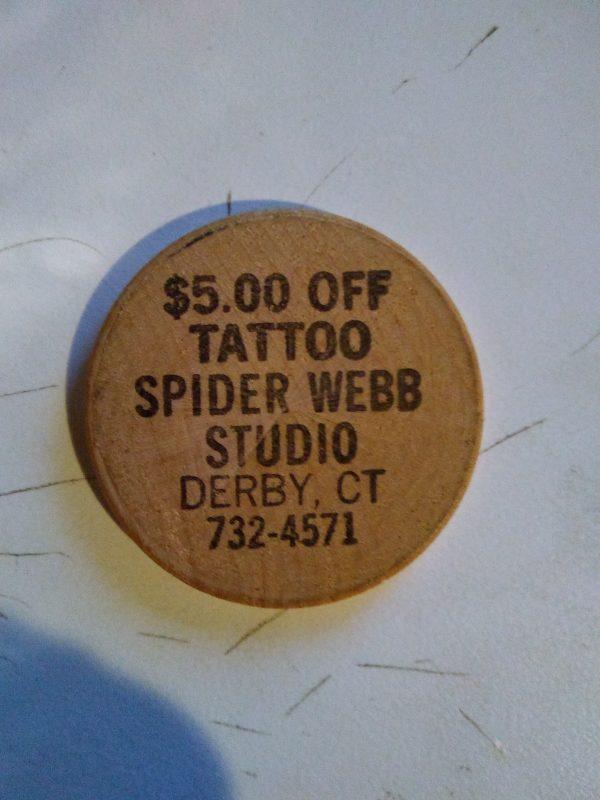 $5.00 OFF
TATTOO
SPIDER WEBB
STUDIO
DERBY, CT
732-4571